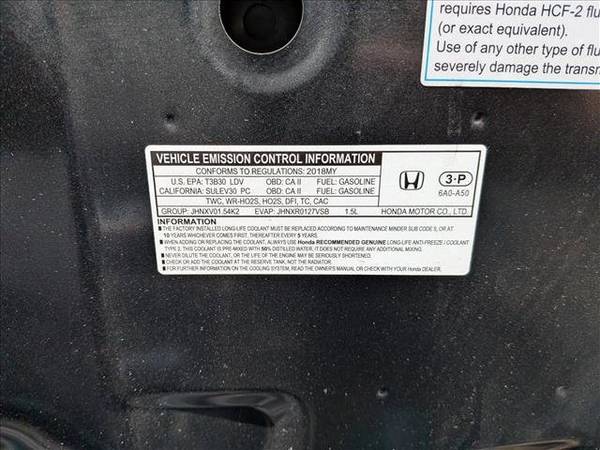 requires Honda HCF-2 flu
(or exact equivalent).
Use of any other type of flu
severely damage the transm
VEHICLE EMISSION CONTROL INFORMATION
CONFORMS TO REGULATIONS: 2018MY
U.S. EPA: T3B30 LDV OBD: CA II FUEL: GASOLINE
CALIFORNIA: SULEV30 PC OBD: CA II FUEL: GASOLINE
TWC, WR-HO2S, HO2S, DFI, TC, CAC
GROUP: JHNXV01.54K2 EVAP: JHNXR0127VSB 1.5L HONDA MOTOR CO., LTD.
3-P
6A0-A50
INFORMATION
■ THE FACTORY INSTALLED LONG-LIFE COOLANT MUST BE REPLACED ACCORDING TO MAINTENANCE MINDER SUB CODE 5, OR AT
10 YEARS WHICHEVER COMES FIRST, THEREAFTER EVERY 5 YEARS.
■ WHEN ADDING OR REPLACING THE COOLANT, ALWAYS USE Honda RECOMMENDED GENUINE LONG-LIFE ANTI-FREEZE / COOLANT
TYPE 2. THIS COOLANT IS PRE-MIXED WITH 50% DISTILLED WATER, IT DOES NOT REQUIRE ANY ADDITIONAL MIXING.
■ NEVER DILUTE THE COOLANT, OR THE LIFE OF THE ENGINE MAY BE SERIOUSLY SHORTENED.
■ CHECK OR ADD COOLANT AT THE RESERVE TANK, NOT THE RADIATOR.
■ FOR FURTHER INFORMATION ON THE COOLING SYSTEM, READ THE OWNER'S MANUAL OR CHECK WITH YOUR Honda DEALER.